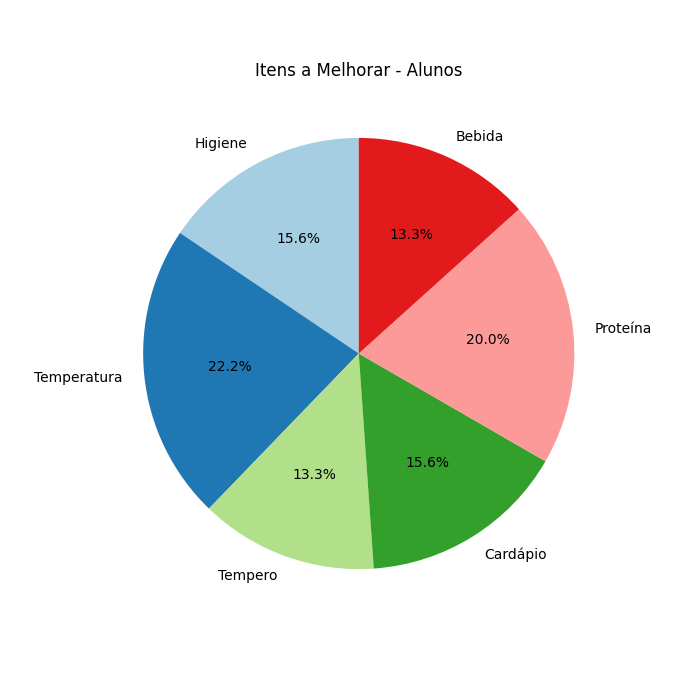 Itens a Melhorar - Alunos
Bebida
Higiene
13.3%
15.6%
Proteína
20.0%
22.2%
Temperatura
15.6%
13.3%
Cardápio
Tempero